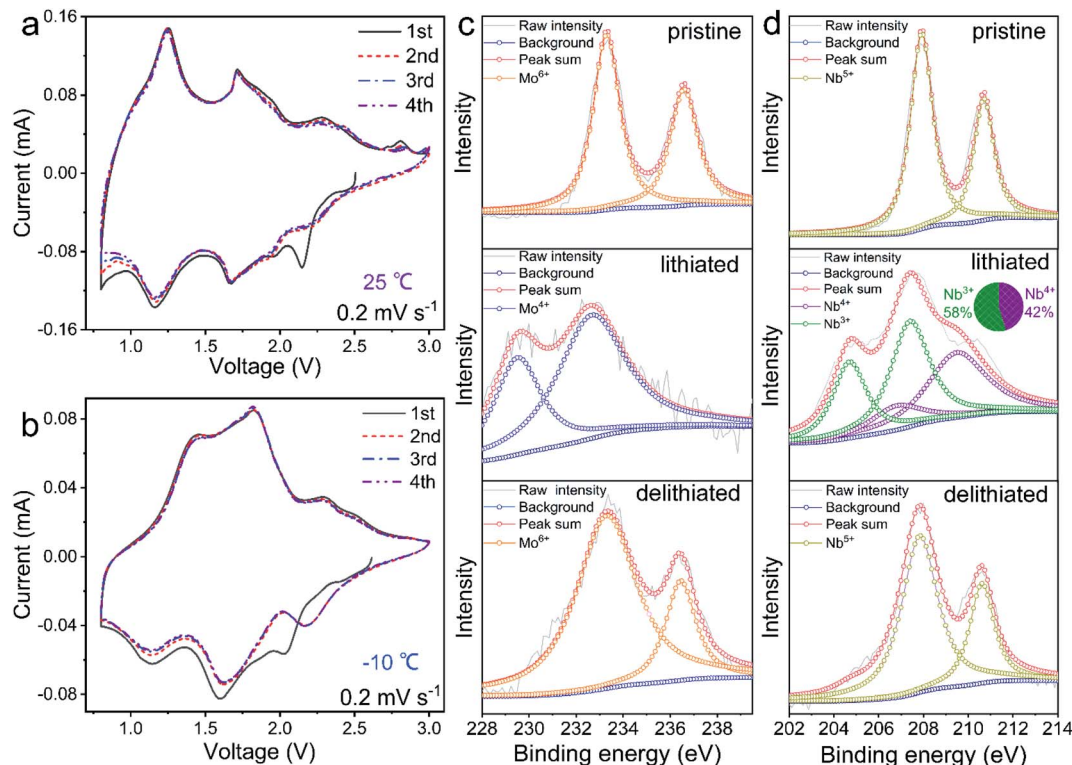 a
0.16
0.08
0.00
-0.08
-0.16
Current (mA)
1st
2nd
3rd
4th
25 ℃
0.2 mV s-1
1.0
1.5
2.0
2.5
3.0
Voltage (V)
b
0.08
0.04
0.00
-0.04
-0.08
Current (mA)
1st
2nd
3rd
4th
-10 ℃
0.2 mV s-1
1.0
1.5
2.0
2.5
3.0
Voltage (V)
c
Intensity
Raw intensity
Background
Peak sum
Mo6+
pristine
Intensity
Raw intensity
Background
Peak sum
Mo4+
lithiated
Intensity
Raw intensity
Background
Peak sum
Mo6+
delithiated
228
230
232
234
236
238
Binding energy (eV)
d
Intensity
Raw intensity
Background
Peak sum
Nb5+
pristine
Intensity
Raw intensity
Background
Peak sum
Nb4+
Nb3+
lithiated
Nb3+
58%
Nb4+
42%
Intensity
Raw intensity
Background
Peak sum
Nb5+
delithiated
202
204
206
208
210
212
214
Binding energy (eV)